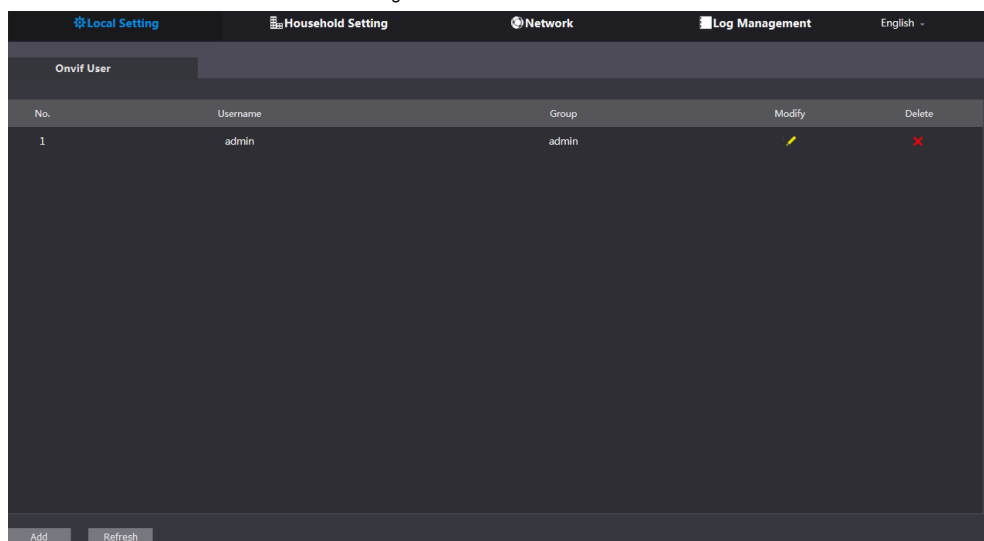 Local Setting Household Setting Network Log Management English
Onvif User
No. Username Group Modify Delete
1 admin admin
Add Refresh